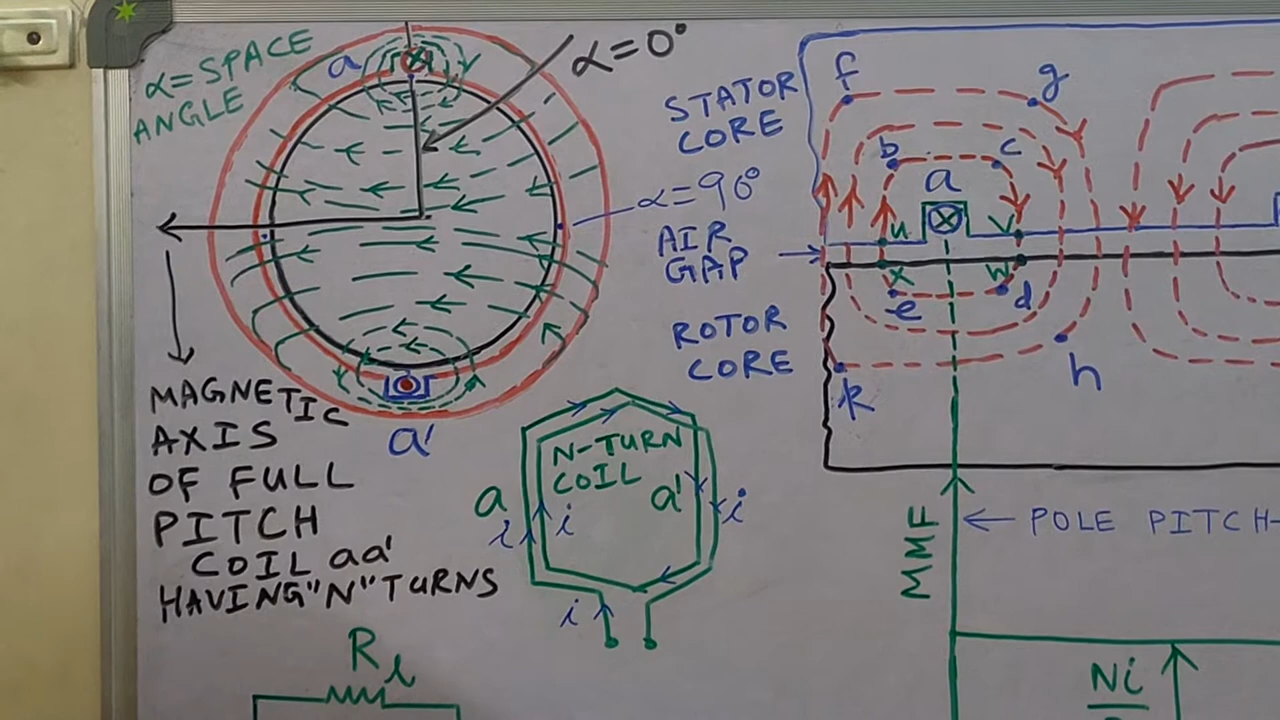 α=SPACE
ANGLE
a
α=0°
α=90°
a'
MAGNETIC
AXIS
OF FULL
PITCH
COIL aa'
HAVING "N" TURNS
N-TURN
COIL
a
a'
i
i
i
i
R
l
STATOR
CORE
AIR
GAP
ROTOR
CORE
f
g
b
c
a
u
v
x
w
e
d
h
k
MMF
POLE PITCH
Ni